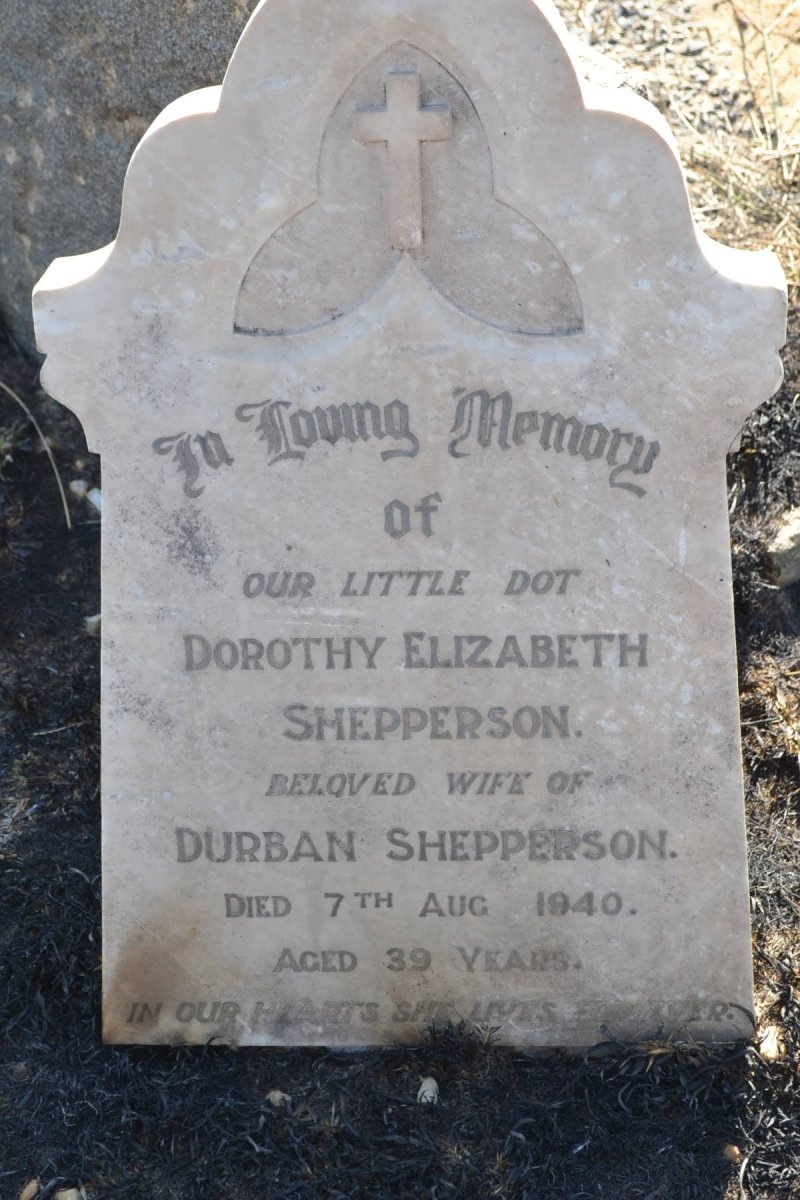 In Loving Memory
of
OUR LITTLE DOT
DOROTHY ELIZABETH
SHEPPERSON.
BELOVED WIFE OF
DURBAN SHEPPERSON.
DIED 7TH AUG 1940.
AGED 39 YEARS.
IN OUR HEARTS SHE LIVES FOREVER.